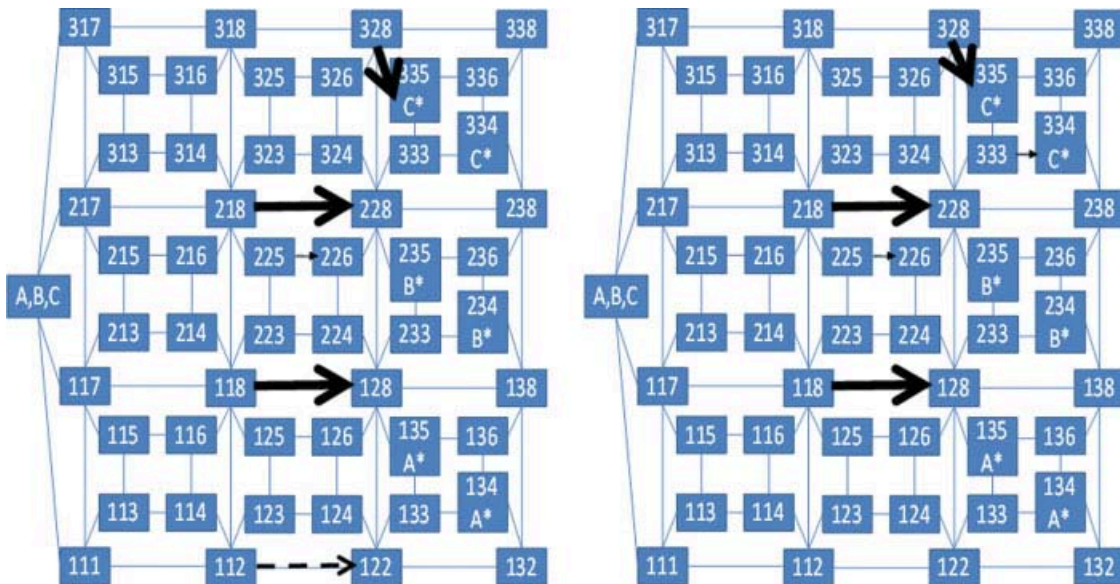 317 318 328 338 317 318 328 338
315 316 325 326 335 C* 336 315 316 325 326 335 C* 336
334 C* 334 C*
313 314 323 324 333 313 314 323 324 333
217 218 228 238 217 218 228 238
215 216 225 226 235 B* 236 215 216 225 226 235 B* 236
A,B,C 234 B* A,B,C 234 B*
213 214 223 224 233 213 214 223 224 233
117 118 128 138 117 118 128 138
115 116 125 126 135 A* 136 115 116 125 126 135 A* 136
134 A* 134 A*
113 114 123 124 133 113 114 123 124 133
111 112 122 132 111 112 122 132